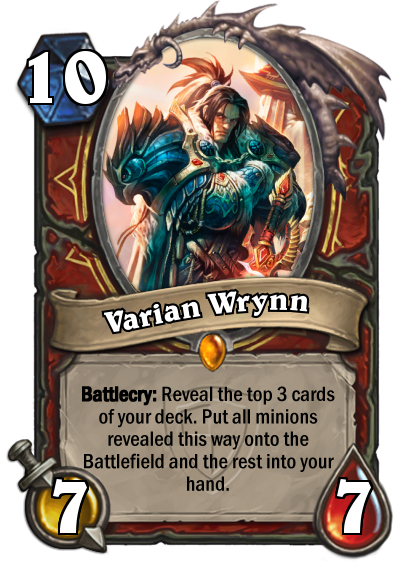 10
Varian Wrynn
Battlecry: Reveal the top 3 cards
of your deck. Put all minions
revealed this way onto the
Battlefield and the rest into your
hand.
7 7